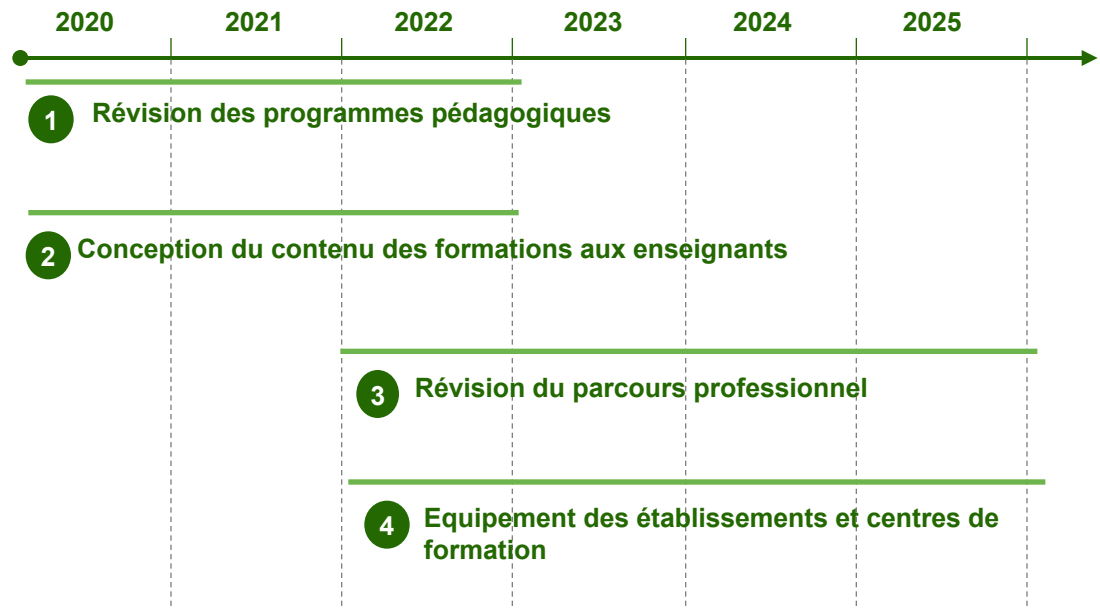 2020 2021 2022 2023 2024 2025
1 Révision des programmes pédagogiques
2 Conception du contenu des formations aux enseignants
3 Révision du parcours professionnel
4 Equipement des établissements et centres de
formation